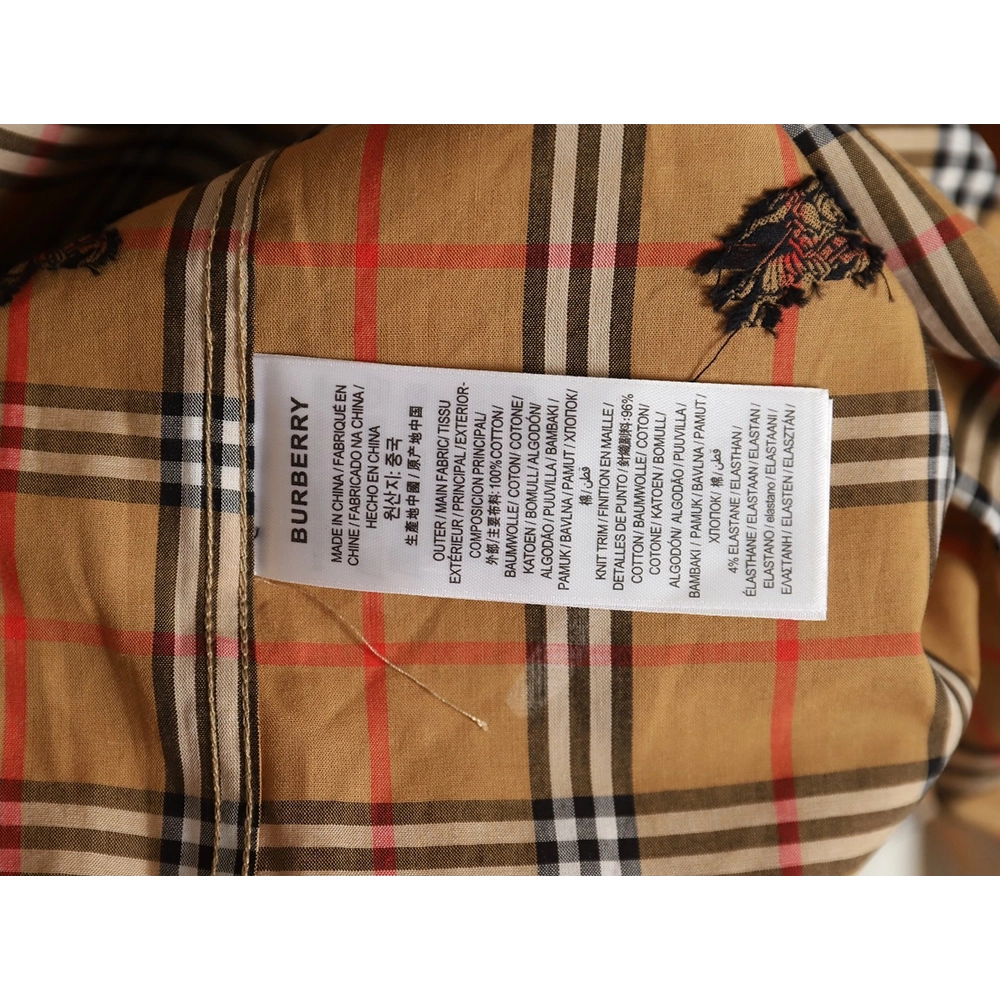 BURBERRY
MADE IN CHINA / FABRIQUÉ EN
CHINE / FABRICADO NA CHINA /
HECHO EN CHINA
원산지: 중국
生産地中國 / 原产地中国
OUTER / MAIN FABRIC / TISSU
EXTÉRIEUR / PRINCIPAL / EXTERIOR-
COMPOSICION PRINCIPAL/
外部/主要布料:100%COTTON/
BAUMWOLLE / COTON/ COTONE/
KATOEN / BOMULL/ ALGODÓN/
ALGODÃO / PUUVILLA/ BAMBAKI /
PAMUK / BAVLNA / PAMUT / ΧΙΠΟΤΙΟΚ/
棉/ قطن
KNIT TRIM / FINITION EN MAILLE /
DETALLES DE PUNTO / 針織副料:96%
COTTON/ BAUMWOLLE / COTON/
COTONE / KATOEN / BOMULL/
ALGODÓN/ ALGODÃO / PUUVILLA /
BAMBAKI / PAMUK / BAVLNA / PAMUT /
ΧΙΠΟΤΙΟΚ/ 棉/ قطن/
4% ELASTANE / ELASTHAN /
ÉLASTHANE / ELASTAAN / ELASTAN /
ELASTANO / elastano / ELASTAANI /
ΕΛΑΣΤΑΝΗ / ELASTEN / ELASZTÁN /